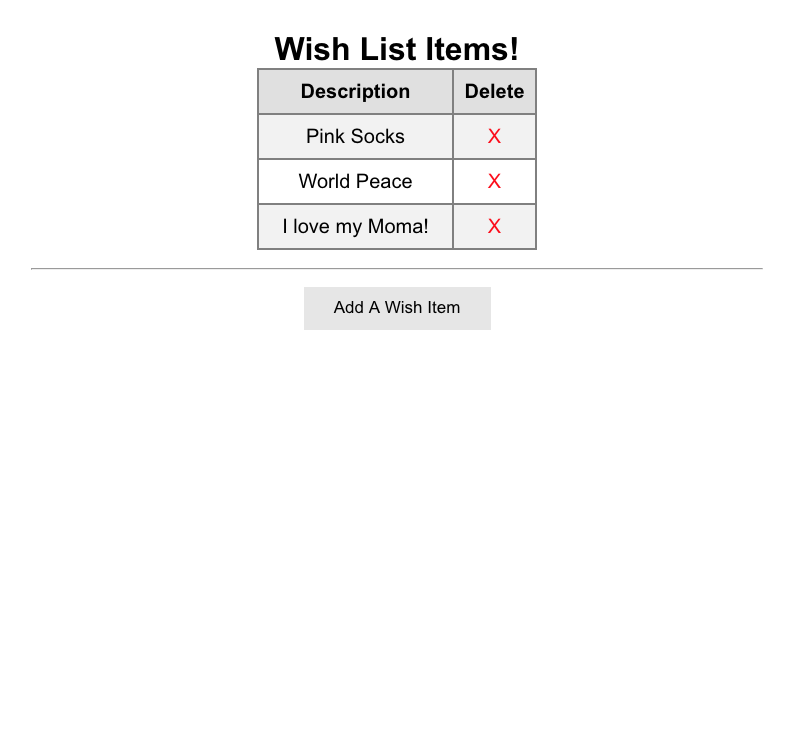 Wish List Items!
Description Delete
Pink Socks X
World Peace X
I love my Moma! X
Add A Wish Item